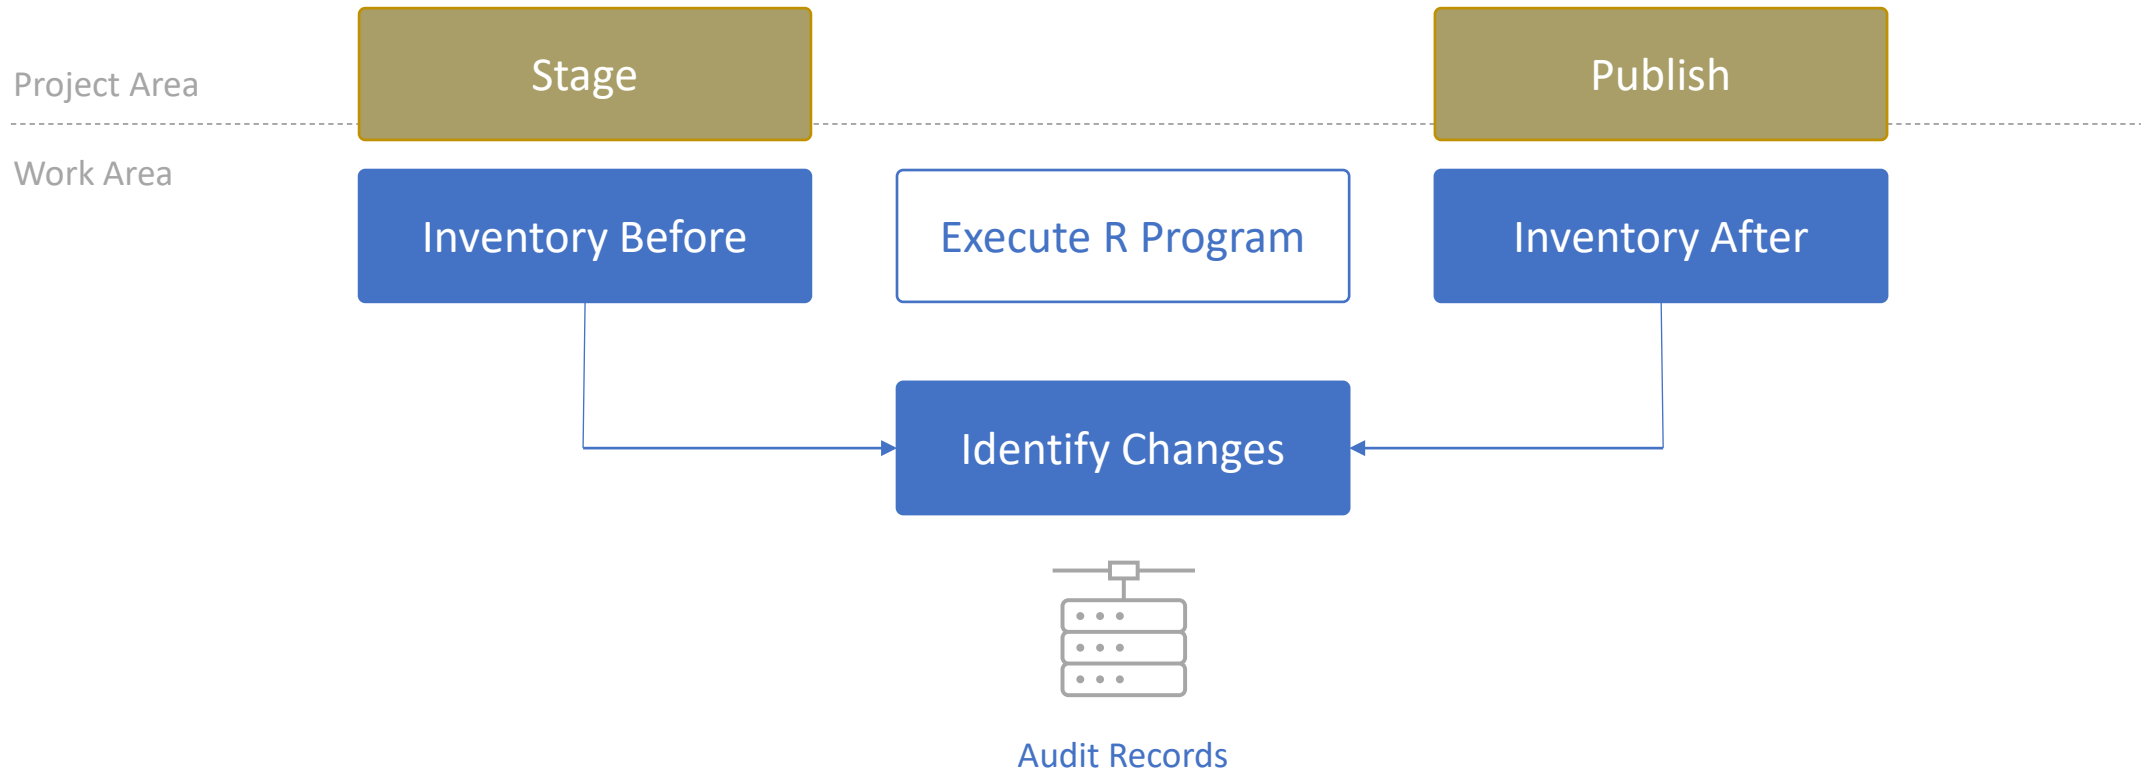 Project Area
Stage
Publish
Work Area
Inventory Before
Execute R Program
Inventory After
Identify Changes
Audit Records